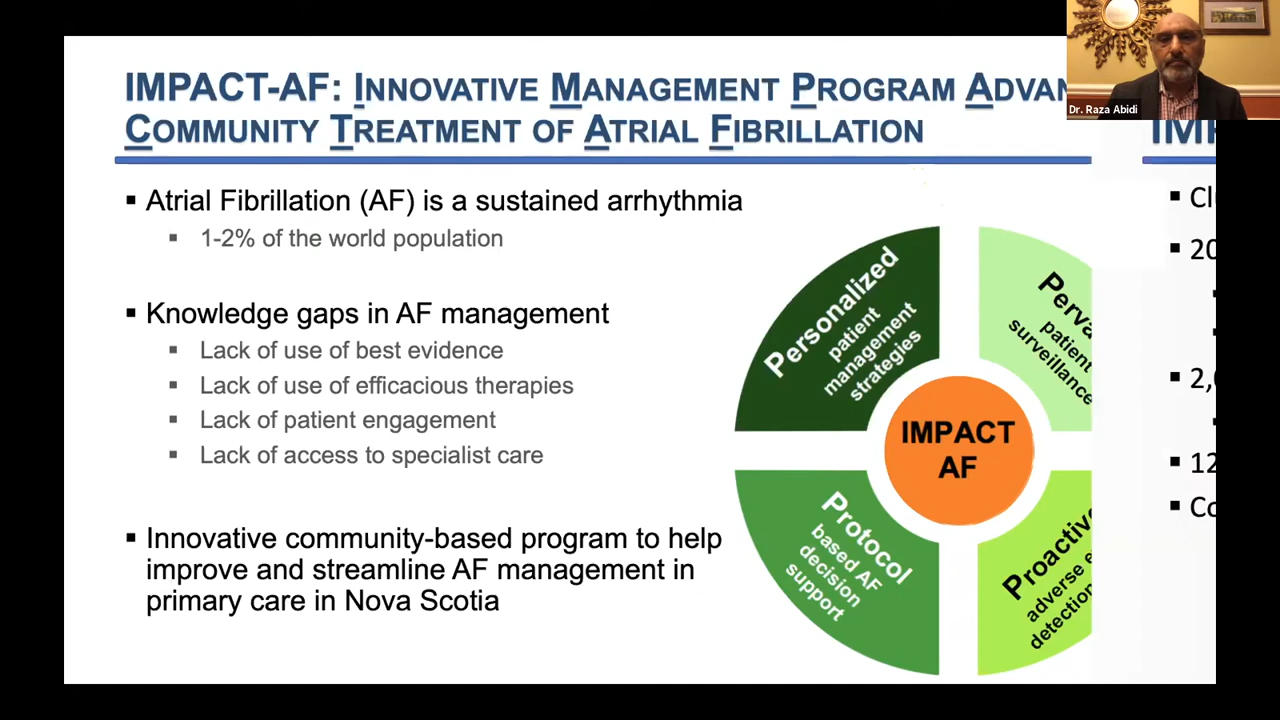 IMPACT-AF: INNOVATIVE MANAGEMENT PROGRAM
COMMUNITY TREATMENT OF ATRIAL FIBRILLATION
Dr. Raza Abidi
▪ Atrial Fibrillation (AF) is a sustained arrhythmia
▪ 1-2% of the world population
▪ Knowledge gaps in AF management
▪ Lack of use of best evidence
▪ Lack of use of efficacious therapies
▪ Lack of patient engagement
▪ Lack of access to specialist care
▪ Innovative community-based program to help
improve and streamline AF management in
primary care in Nova Scotia
Personalized
patient
management
strategies
patient
surveillance
IMPACT
AF
Protocol
based AF
decision
support
Proactive
adverse
detection